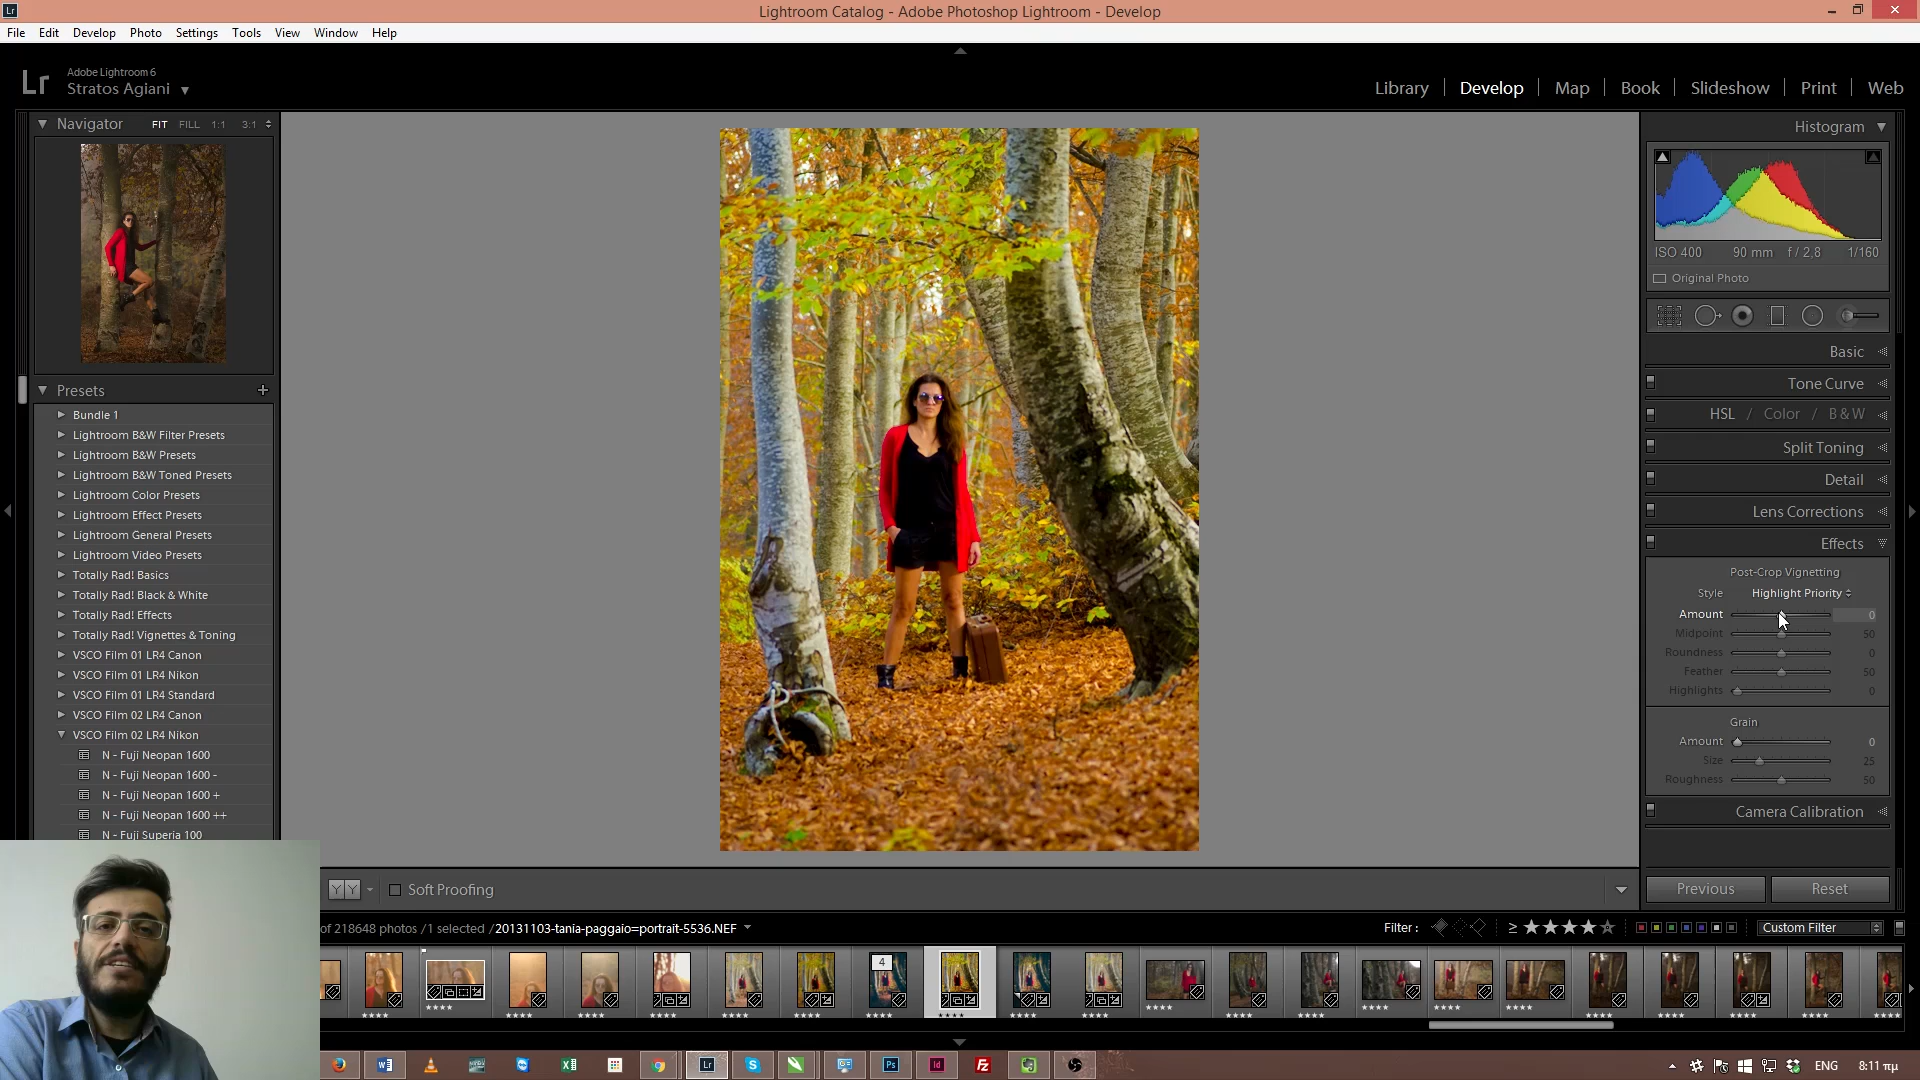 Lr
Lightroom Catalog - Adobe Photoshop Lightroom - Develop
File Edit Develop Photo Settings Tools View Window Help
Lr
Adobe Lightroom 6
Stratos Agiani
Library Develop Map Book Slideshow Print Web
Navigator FIT FILL 1:1 3:1
Presets +
Bundle 1
Lightroom B&W Filter Presets
Lightroom B&W Presets
Lightroom B&W Toned Presets
Lightroom Color Presets
Lightroom Effect Presets
Lightroom General Presets
Lightroom Video Presets
Totally Rad! Basics
Totally Rad! Black & White
Totally Rad! Effects
Totally Rad! Vignettes & Toning
VSCO Film 01 LR4 Canon
VSCO Film 01 LR4 Nikon
VSCO Film 01 LR4 Standard
VSCO Film 02 LR4 Canon
VSCO Film 02 LR4 Nikon
N - Fuji Neopan 1600
N - Fuji Neopan 1600 -
N - Fuji Neopan 1600 +
N - Fuji Neopan 1600 ++
N - Fuji Superia 100
Histogram
ISO 400 90 mm f / 2,8 1/160
Original Photo
Basic
Tone Curve
HSL / Color / B & W
Split Toning
Detail
Lens Corrections
Effects
Post-Crop Vignetting
Style Highlight Priority
Amount 0
Midpoint 50
Roundness 0
Feather 50
Highlights 0
Grain
Amount 0
Size 25
Roughness 50
Camera Calibration
Previous Reset
YY Soft Proofing
of 218648 photos /1 selected /20131103-tania-paggaio=portrait-5536.NEF
Filter : ≥ ★★★★★ Custom Filter
4
Lr Ps Id Fz
ENG 8:11 πμ